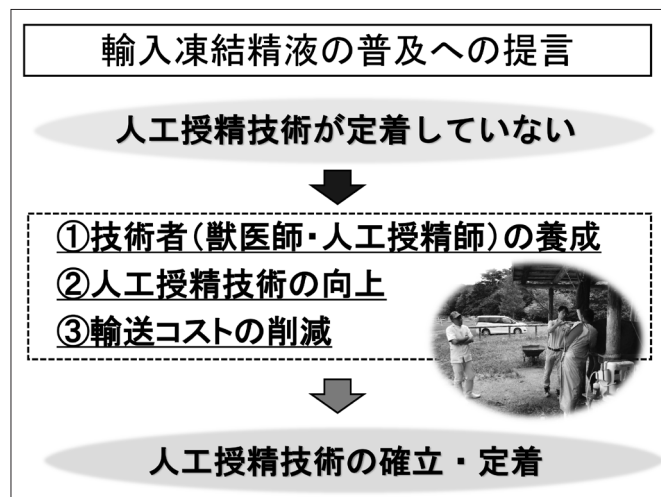 輸入凍結精液の普及への提言
人工授精技術が定着していない
①技術者(獣医師・人工授精師)の養成
②人工授精技術の向上
③輸送コストの削減
人工授精技術の確立・定着